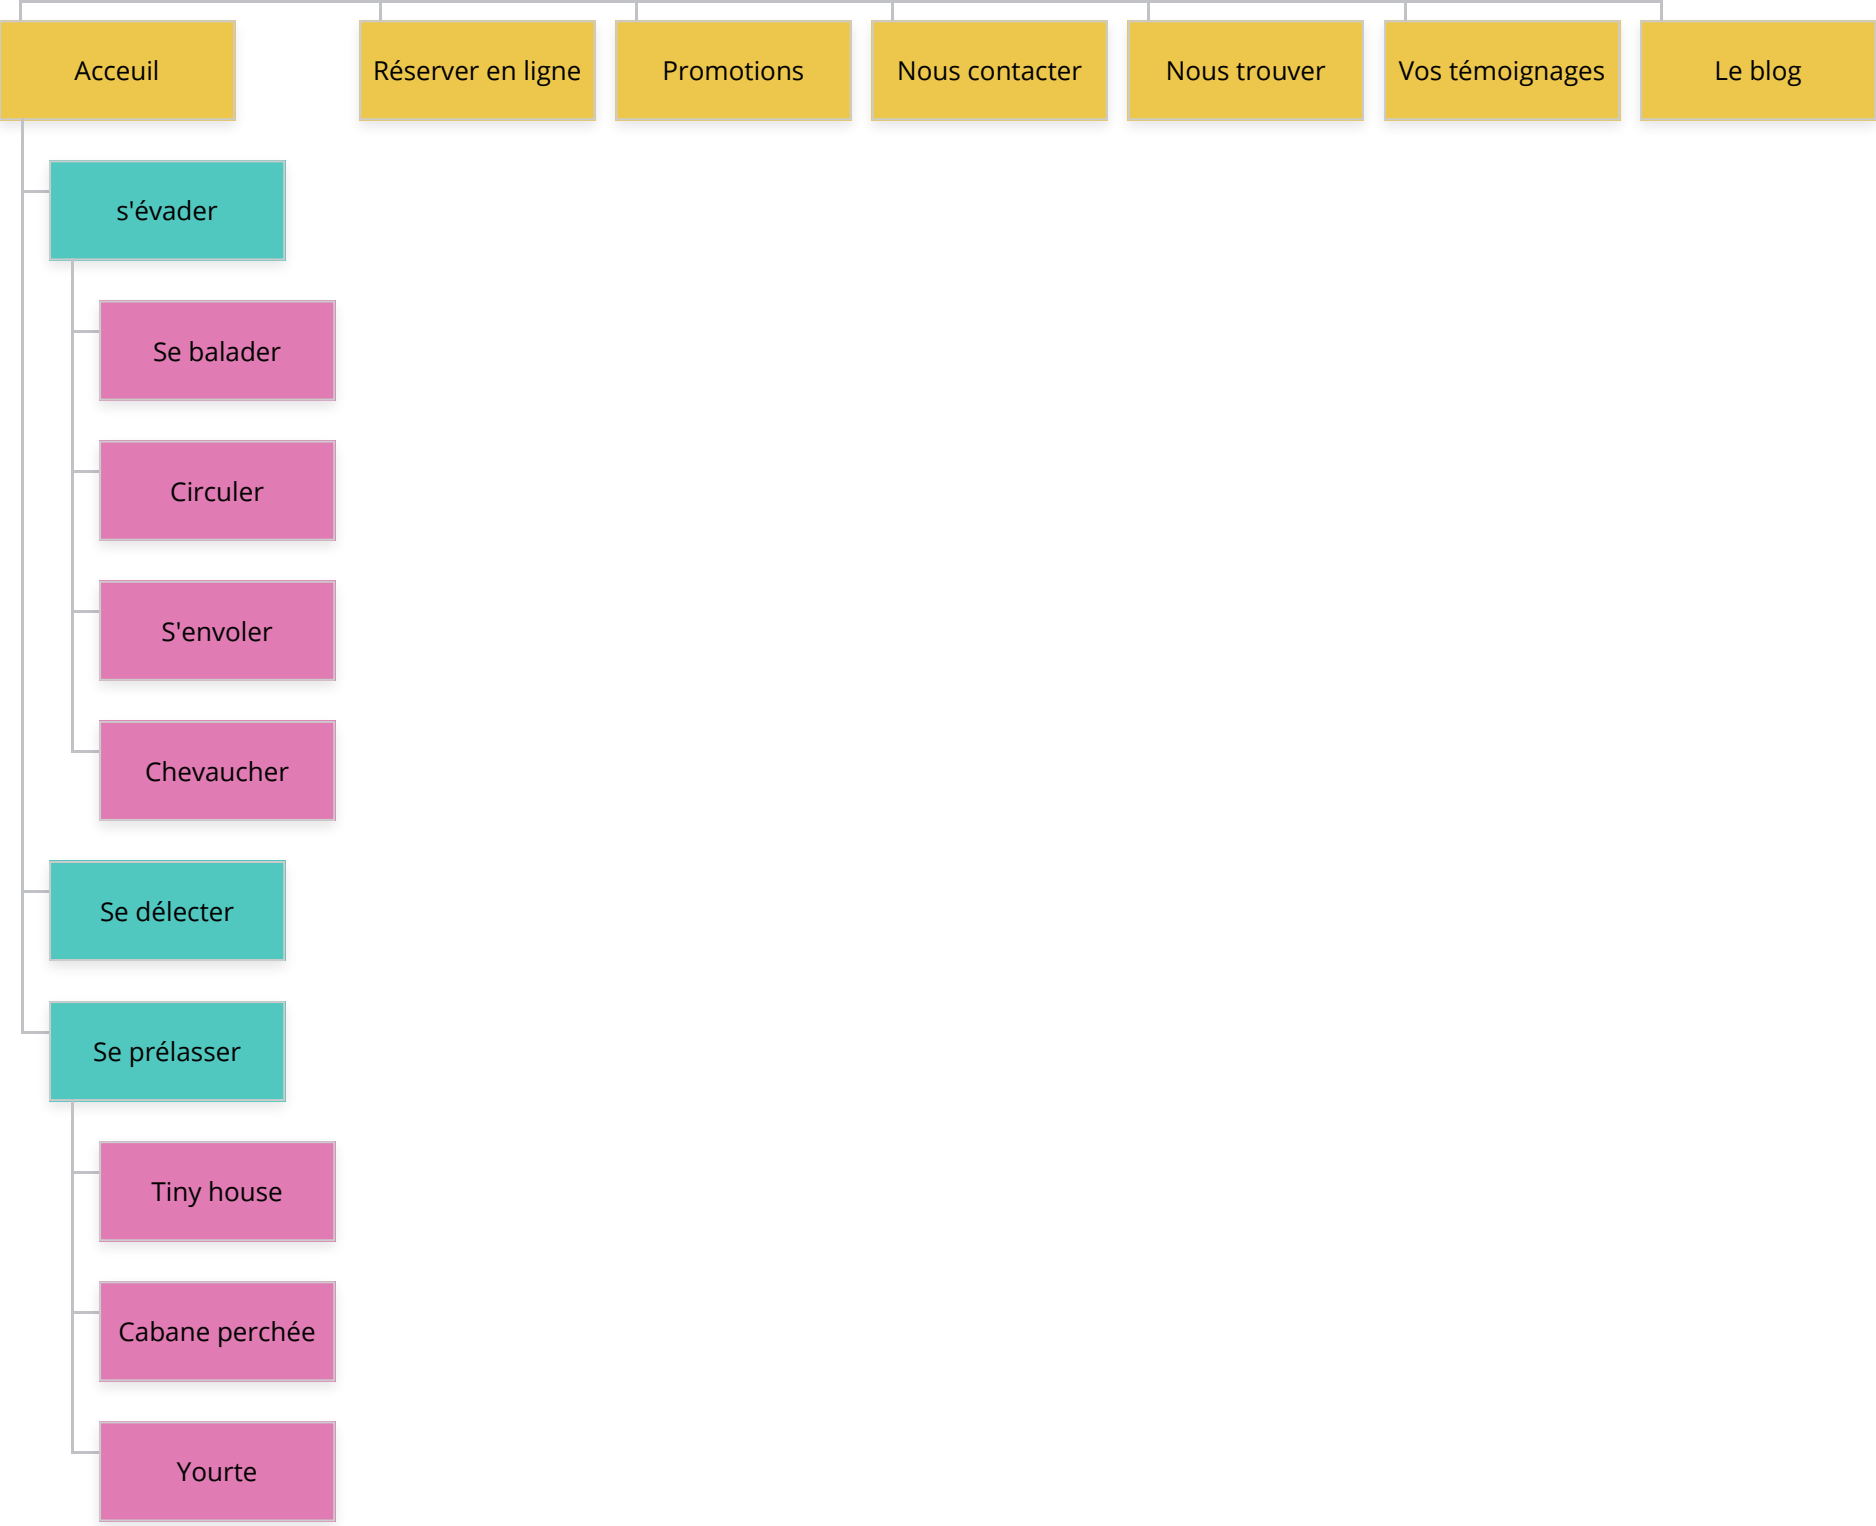 Acceuil
Réserver en ligne
Promotions
Nous contacter
Nous trouver
Vos témoignages
Le blog
s'évader
Se balader
Circuler
S'envoler
Chevaucher
Se délecter
Se prélasser
Tiny house
Cabane perchée
Yourte